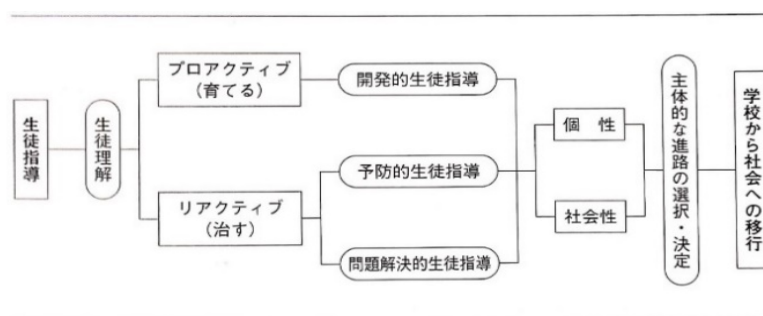 生徒指導
生徒理解
プロアクティブ
（育てる）
リアクティブ
（治す）
開発的生徒指導
予防的生徒指導
問題解決的生徒指導
個　性
社会性
主体的な進路の選択・決定
学校から社会への移行